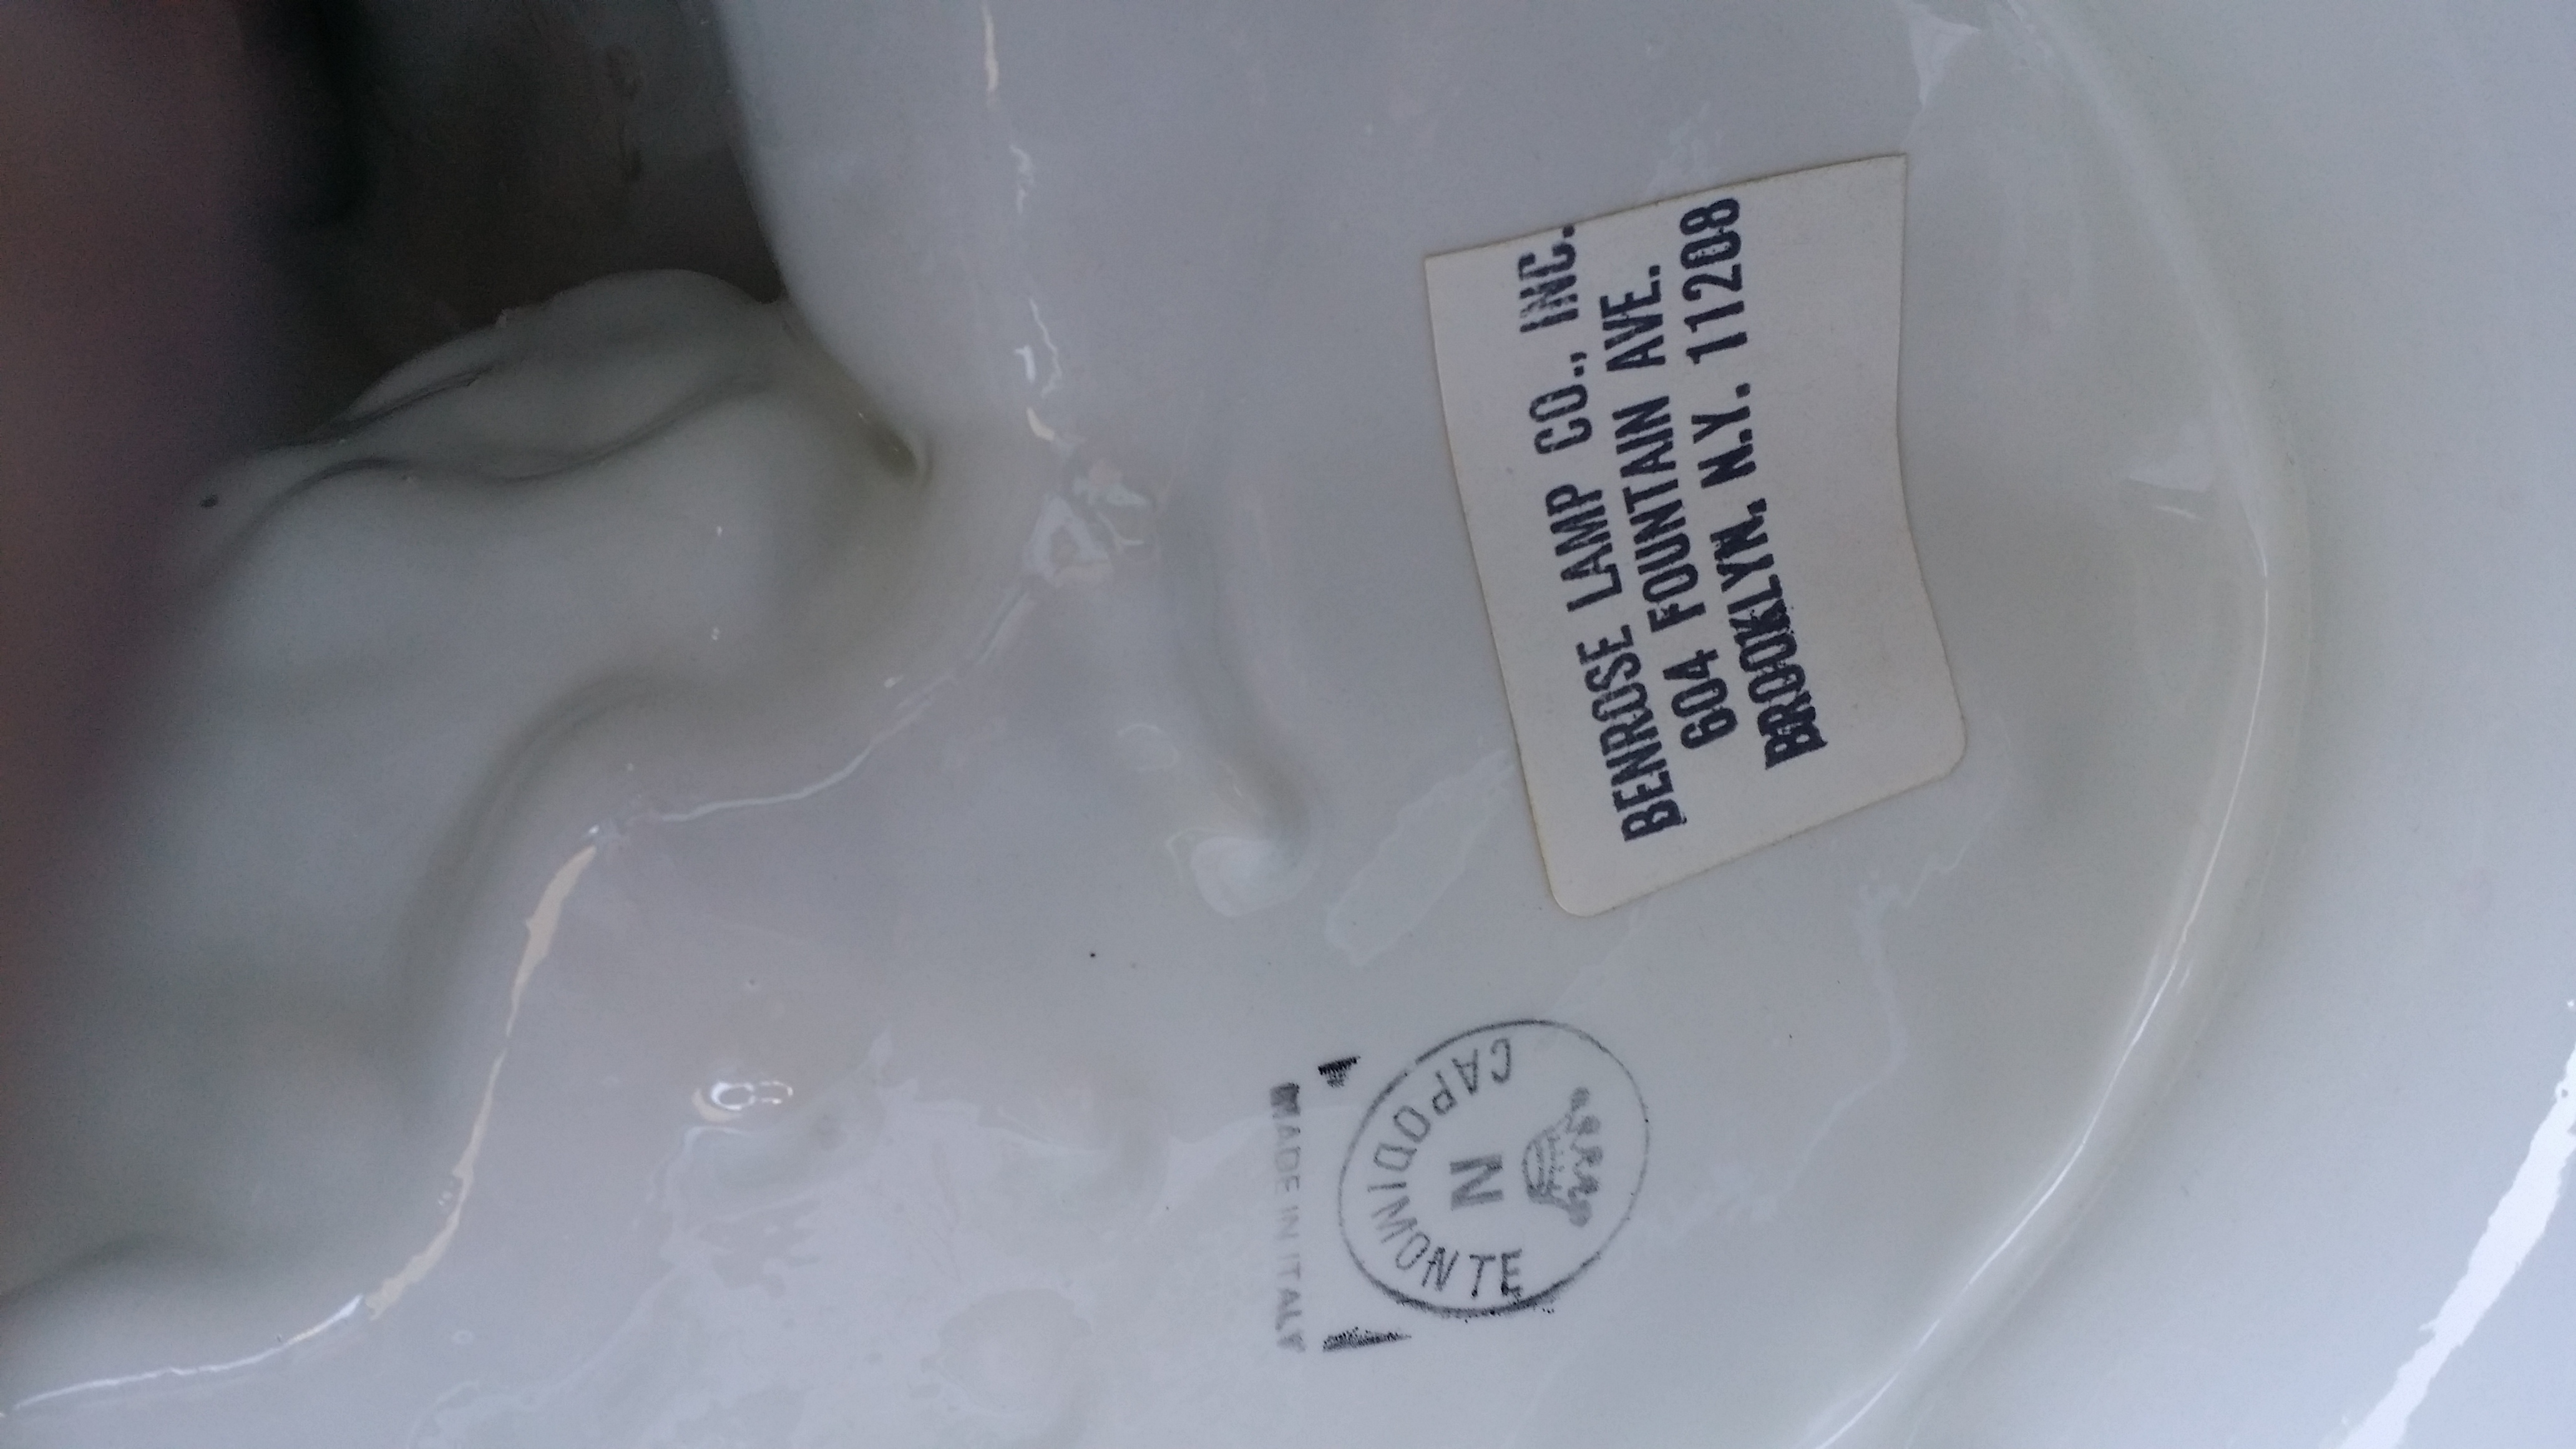 BENROSE LAMP CO., INC.
604 FOUNTAIN AVE.
BROOKLYN, N.Y. 11208
CAPODIMONTE
N
MADE IN ITALY